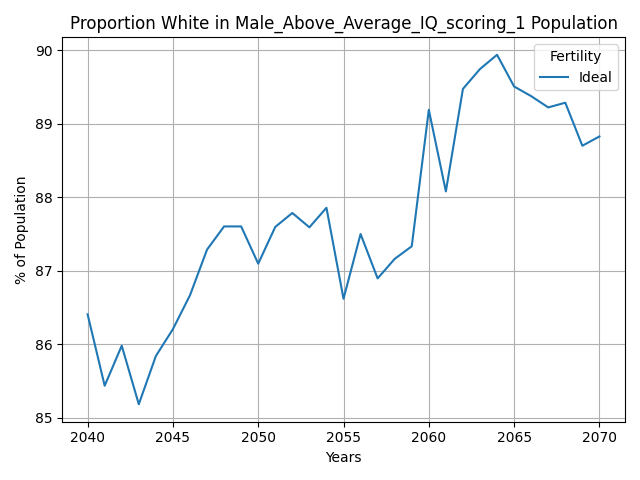 Proportion White in Male_Above_Average_IQ_scoring_1 Population
Fertility
Ideal
90
89
88
87
86
85
% of Population
2040 2045 2050 2055 2060 2065 2070
Years